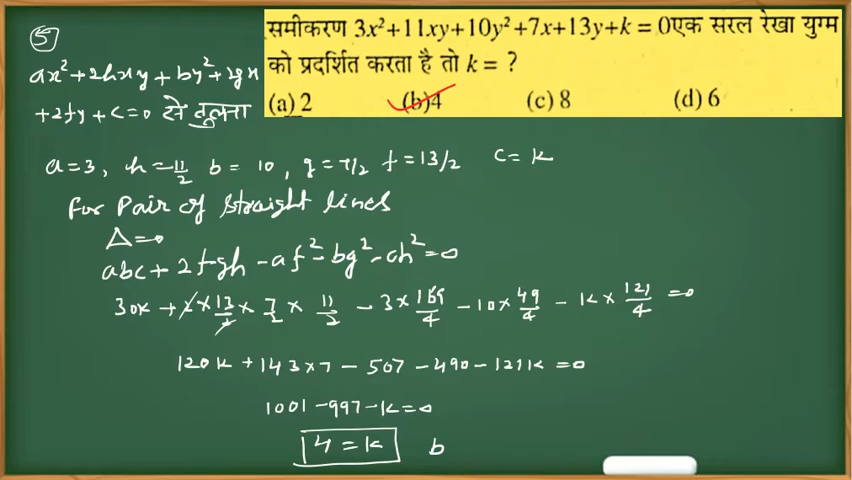 5
समीकरण 3x²+11xy+10y²+7x+13y+k = 0एक सरल रेखा युग्म
को प्रदर्शित करता है तो k = ?
(a) 2 (b)4 (c) 8 (d) 6
ax²+2hxy+by²+2gx
+2fy+c=0 से तुलना
a=3, h=11/2 b= 10, g=7/2 f=13/2 c= k
for Pair of straight lines
Δ=0
abc+2fgh-af²-bg²-ch²=0
30k+2×13/2×7/2×11/2-3×169/4-10×49/4-k×121/4=0
120k+143×7-507-490-121k=0
1001-997-k=0
4=k b